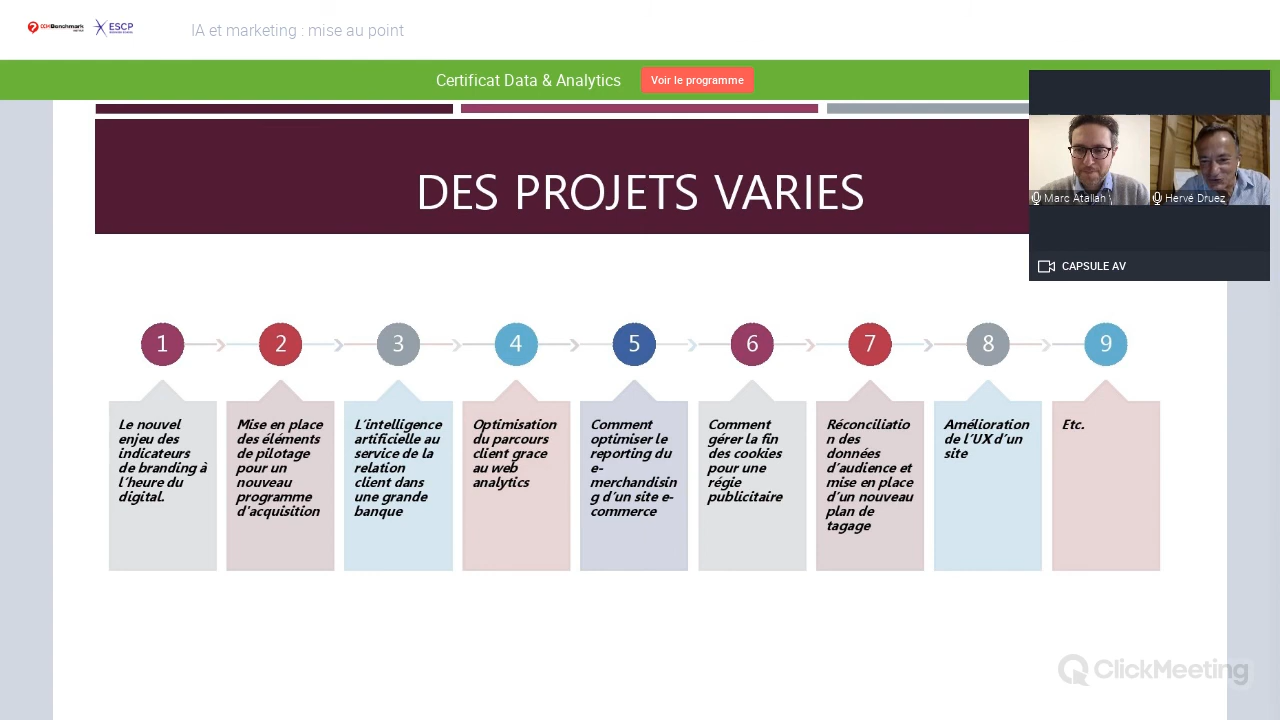 CCM Benchmark
ESCP
IA et marketing : mise au point
Certificat Data & Analytics
Voir le programme
DES PROJETS VARIES
Marc Atallah
Hervé Druez
CAPSULE AV
1
2
3
4
5
6
7
8
9
Le nouvel
enjeu des
indicateurs
de branding à
l'heure du
digital.
Mise en place
des éléments
de pilotage
pour un
nouveau
programme
d'acquisition
L'intelligence
artificielle au
service de la
relation
client dans
une grande
banque
Optimisation
du parcours
client grace
au web
analytics
Comment
optimiser le
reporting du
e-
merchandisin
g d'un site e-
commerce
Comment
gérer la fin
des cookies
pour une
régie
publicitaire
Réconciliatio
n des
données
d'audience et
mise en place
d'un nouveau
plan de
tagage
Amélioration
de l'UX d'un
site
Etc.
ClickMeeting